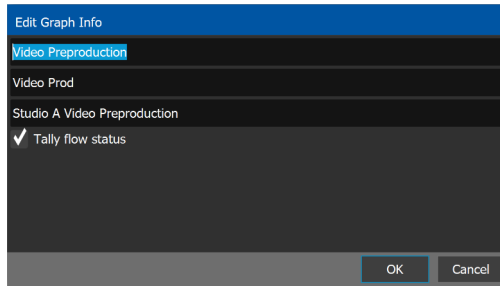 Edit Graph Info
Video Preproduction
Video Prod
Studio A Video Preproduction
Tally flow status
OK
Cancel